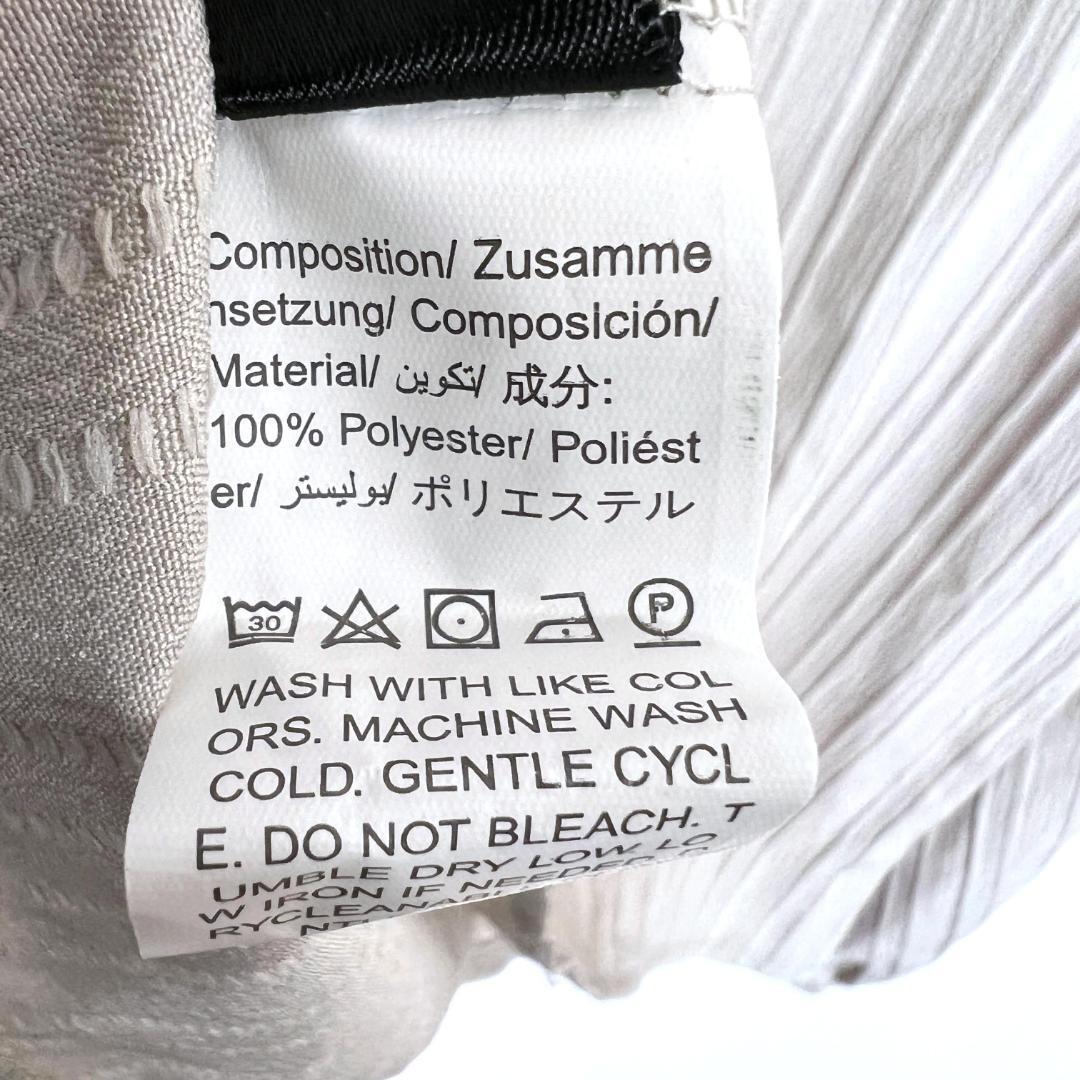 Composition/ Zusamme
nsetzung/ Composición/
Material/ تكوين/ 成分:
100% Polyester/ Poliést
er/ بوليستر/ ポリエステル
30 P
WASH WITH LIKE COL
ORS. MACHINE WASH
COLD. GENTLE CYCL
E. DO NOT BLEACH. T
UMBLE DRY LOW LO
W IRON IF NEEDED.